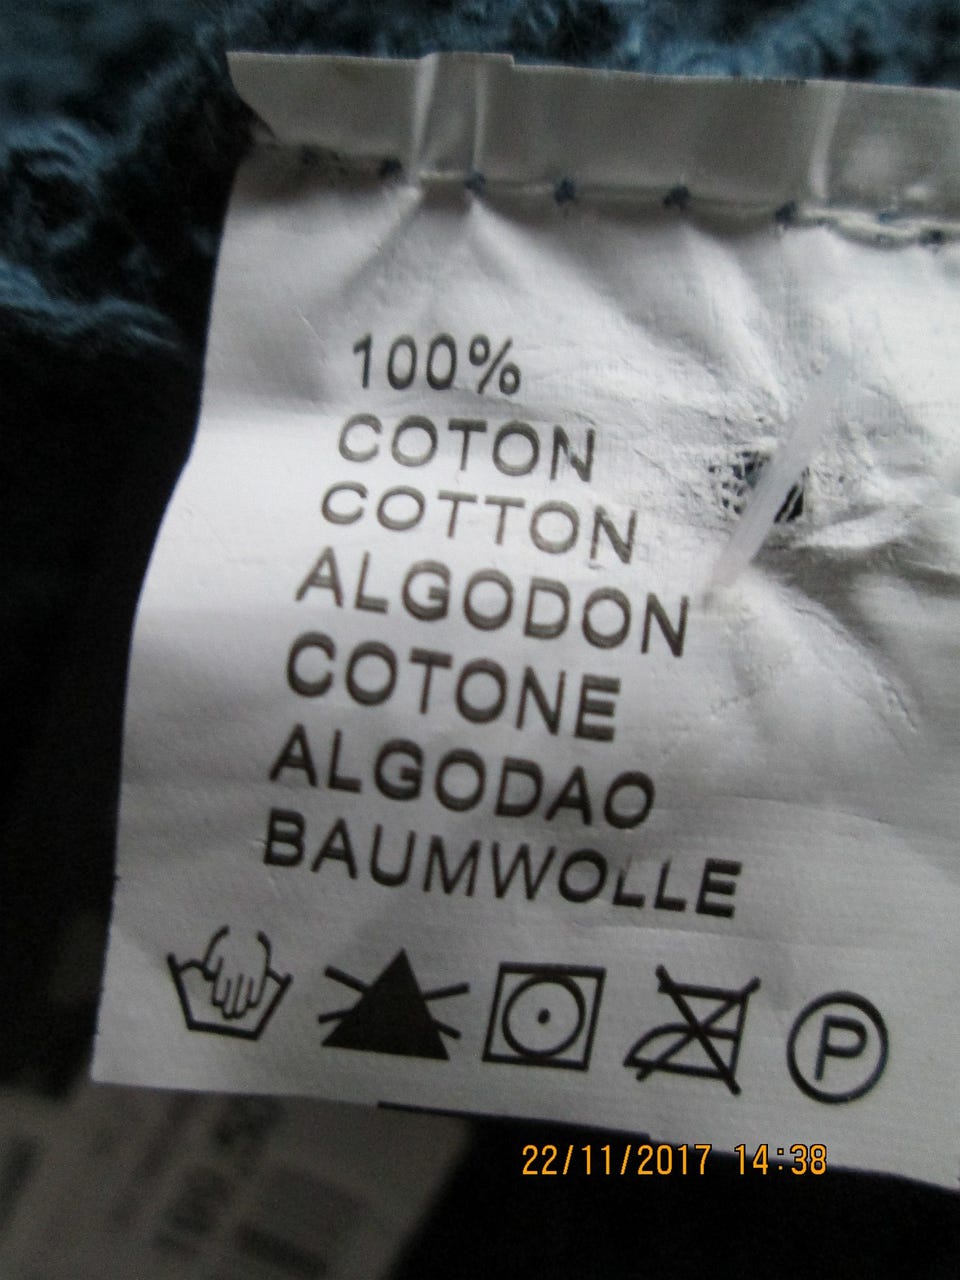 100%
COTON
COTTON
ALGODON
COTONE
ALGODAO
BAUMWOLLE
P
22/11/2017 14:38